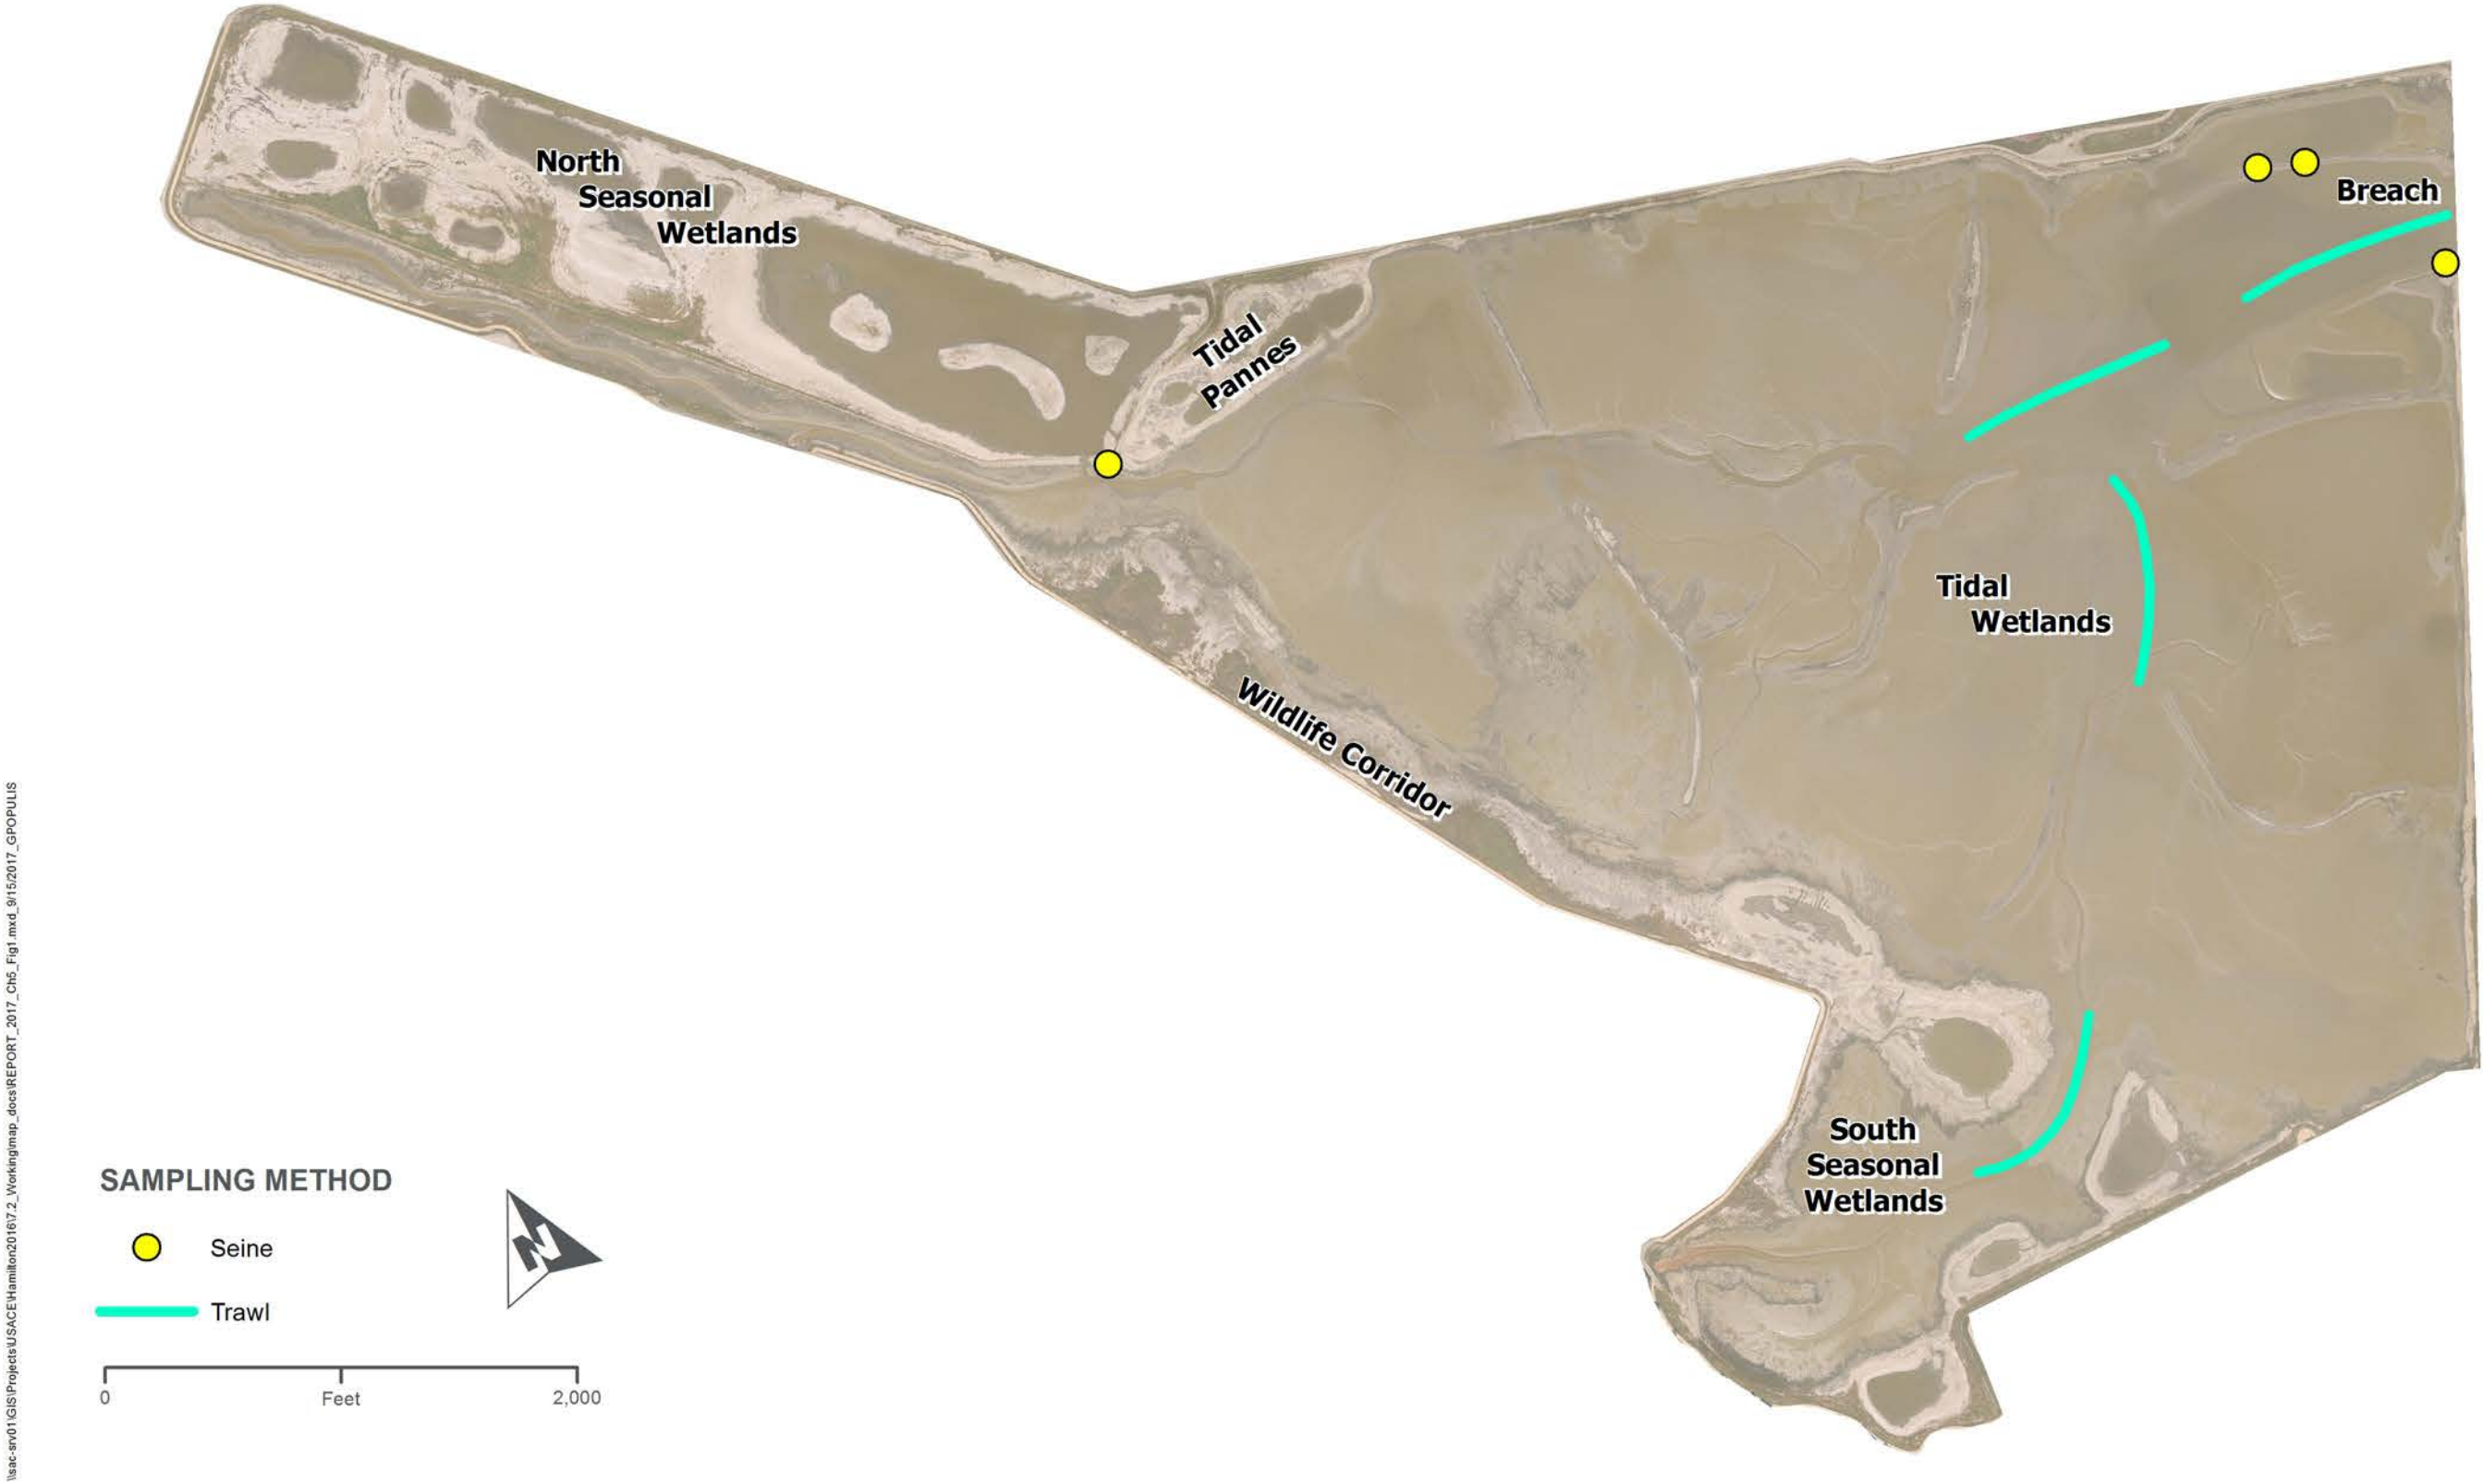 North
Seasonal
Wetlands
Breach
Tidal
Pannes
Tidal
Wetlands
Wildlife Corridor
South
Seasonal
Wetlands
SAMPLING METHOD
Seine
Trawl
N
0
Feet
2,000
\\sac-srv01\GIS\Projects\USACE\Hamilton2016\7.2_Working\map_docs\REPORT_2017_Ch5_Fig1.mxd_9/15/2017_GPOPULIS